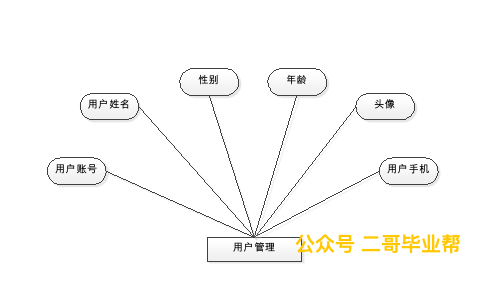 性别
年龄
用户姓名
头像
用户账号
用户手机
用户管理
公众号 二哥毕业帮